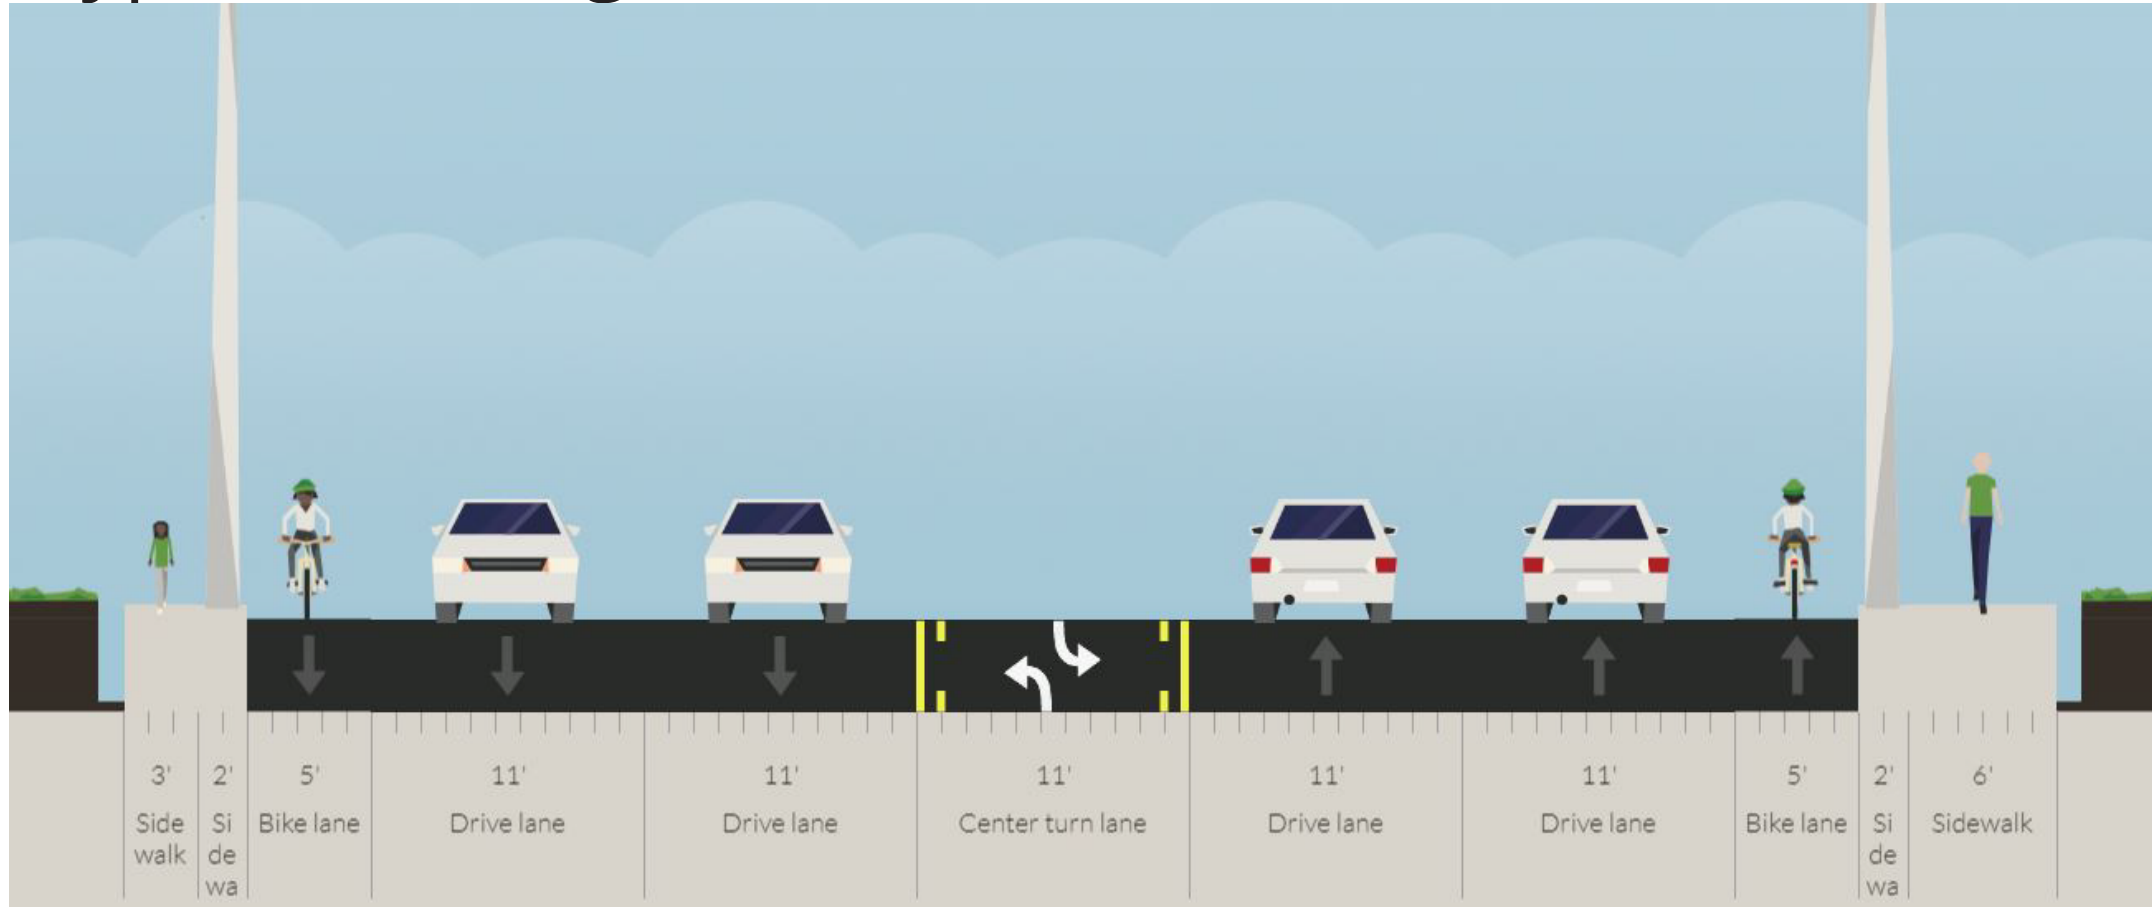 3' 2' 5' 11' 11' 11' 11' 11' 5' 2' 6'
Side Si Bike lane Drive lane Drive lane Center turn lane Drive lane Drive lane Bike lane Si Sidewalk
walk de de
wa wa